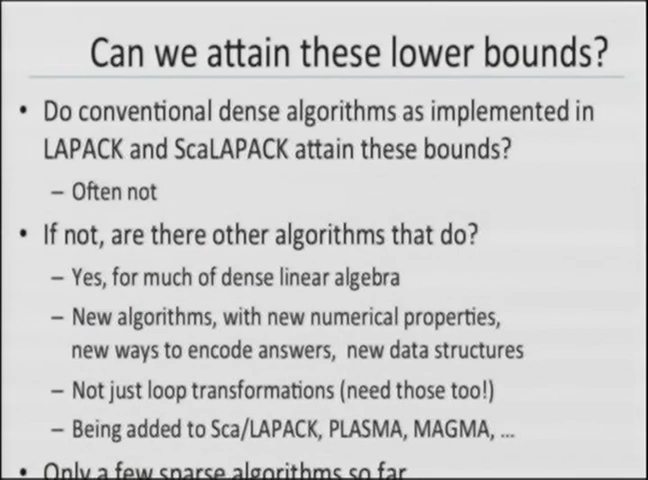 Can we attain these lower bounds?
• Do conventional dense algorithms as implemented in
LAPACK and ScaLAPACK attain these bounds?
– Often not
• If not, are there other algorithms that do?
– Yes, for much of dense linear algebra
– New algorithms, with new numerical properties,
new ways to encode answers, new data structures
– Not just loop transformations (need those too!)
– Being added to Sca/LAPACK, PLASMA, MAGMA, ...
• Only a few sparse algorithms so far